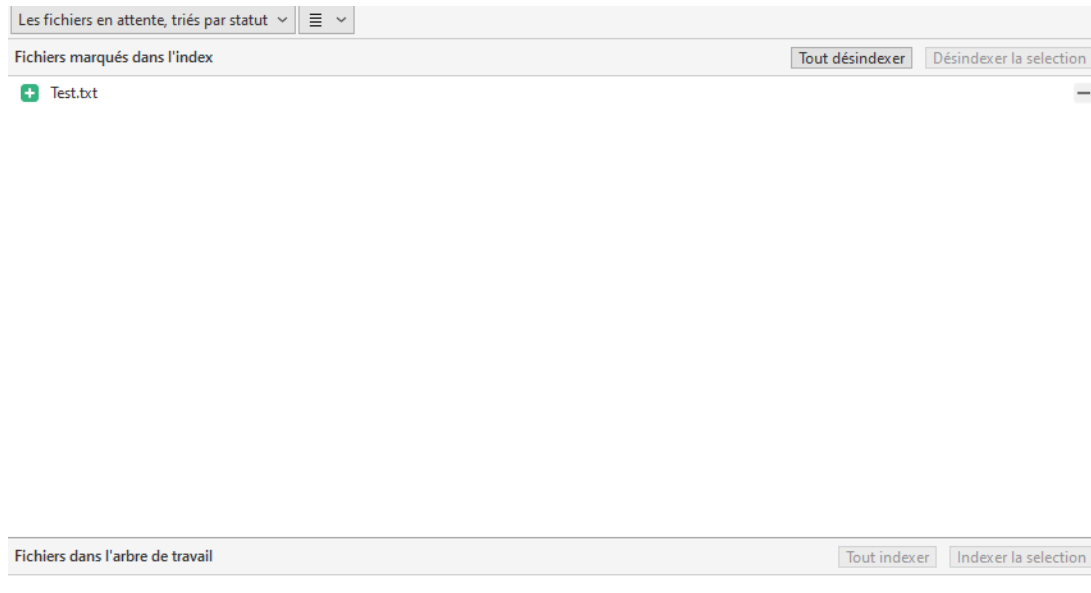 Les fichiers en attente, triés par statut
Fichiers marqués dans l'index Tout désindexer Désindexer la selection
Test.txt
Fichiers dans l'arbre de travail Tout indexer Indexer la selection